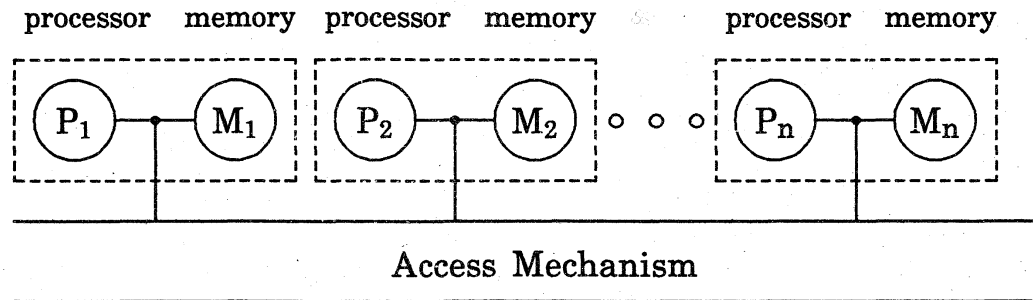 processor memory processor memory processor memory
P1 M1 P2 M2 Pn Mn
Access Mechanism